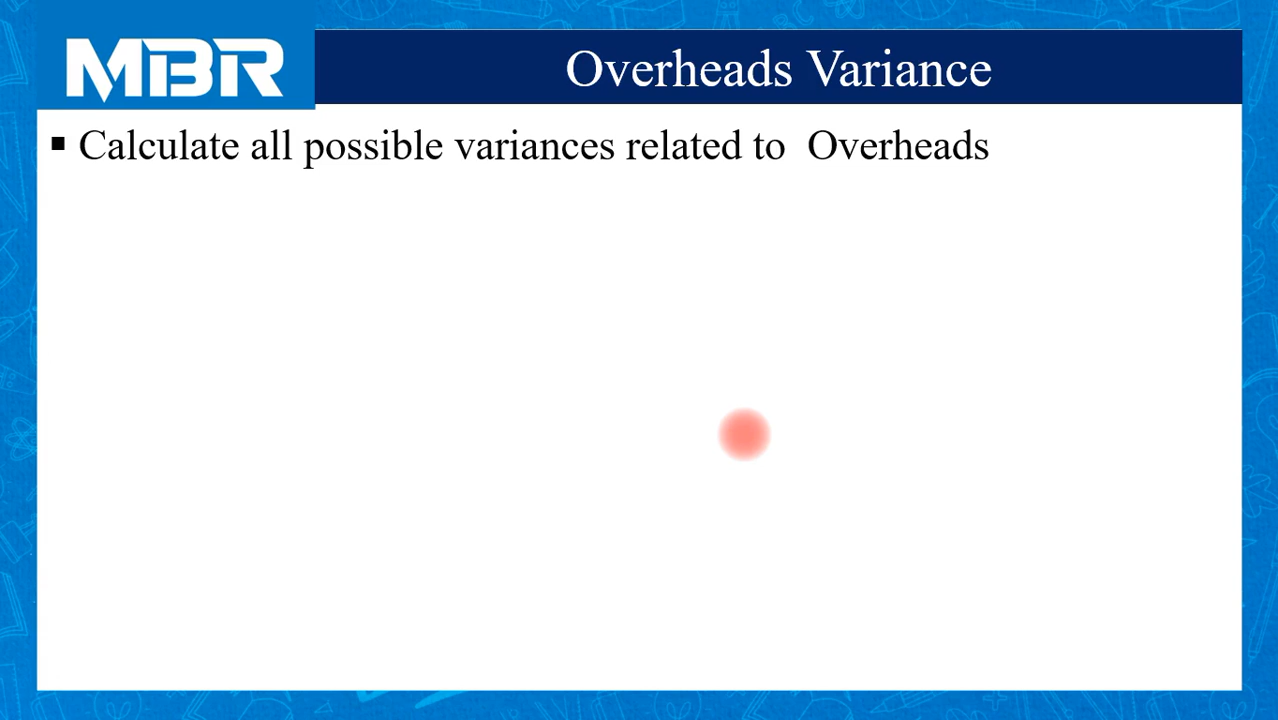 MBR
Overheads Variance
▪ Calculate all possible variances related to Overheads